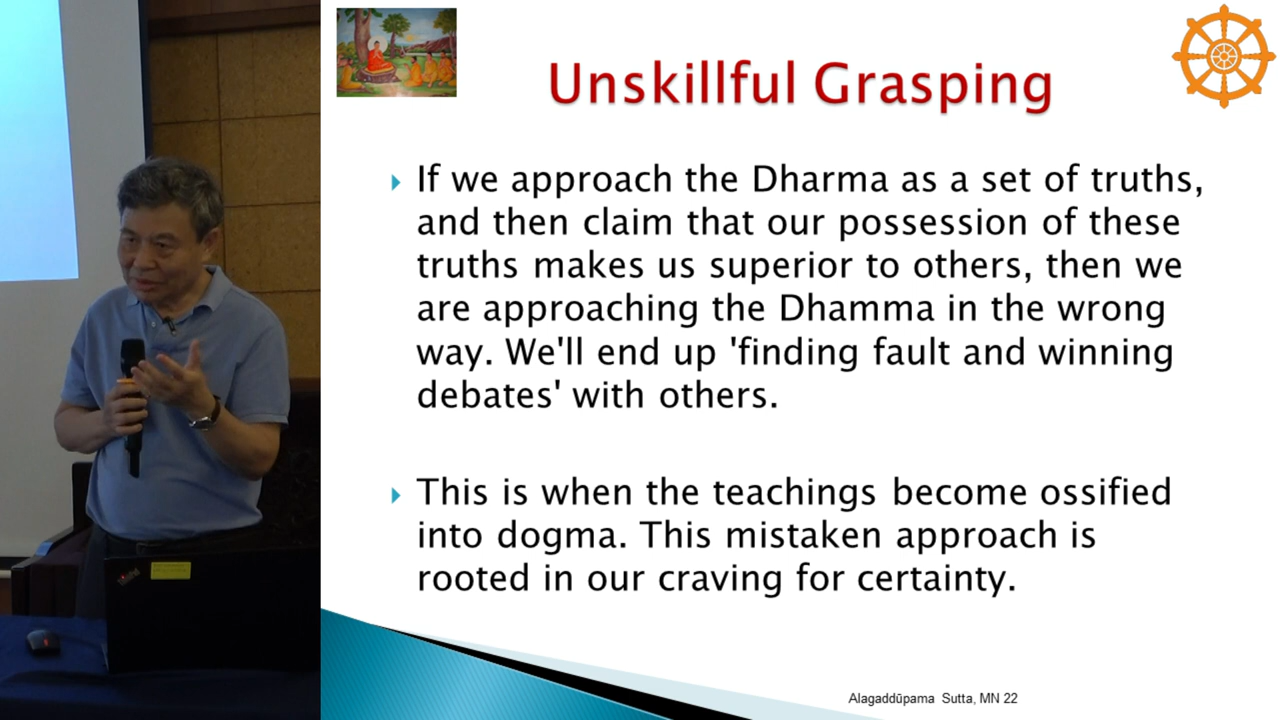 Unskillful Grasping
If we approach the Dharma as a set of truths,
and then claim that our possession of these
truths makes us superior to others, then we
are approaching the Dhamma in the wrong
way. We'll end up 'finding fault and winning
debates' with others.
This is when the teachings become ossified
into dogma. This mistaken approach is
rooted in our craving for certainty.
Alagaddūpama Sutta, MN 22